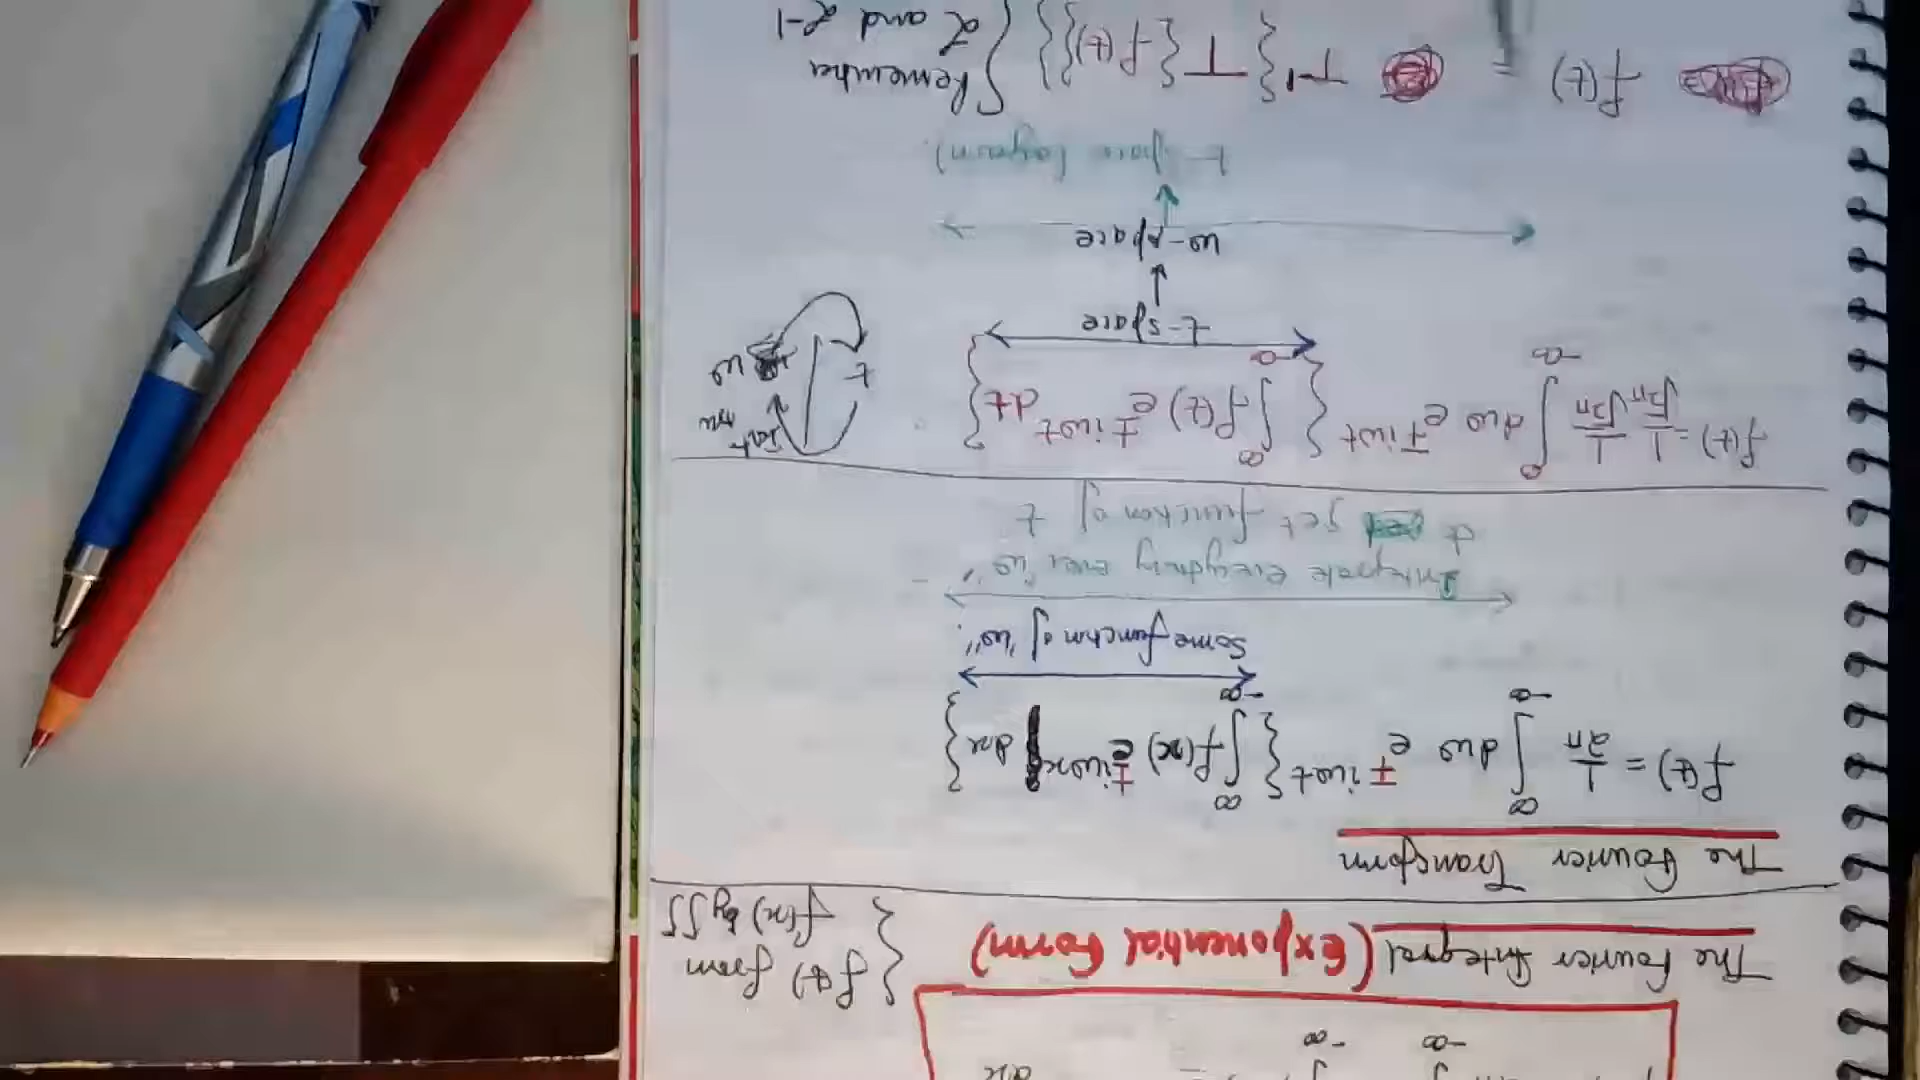 The Fourier Integral (Exponential Form)
{ f(t) from
f(x) by ∫∫
The Fourier Transform
f(t) = 1/2π ∫_{-∞}^{∞} dω e^{∓iωt} { ∫_{-∞}^{∞} f(x) e^{±iωx} dx }
Some function of "ω".
Integrate everything over "ω".
& get function of t
f(t) = 1/√2π 1/√2π ∫_{-∞}^{∞} dω e^{∓iωt} { ∫_{-∞}^{∞} f(t) e^{±iωt} dt }
t
ω
t-space
ω-space
t-space (again)
f(t) = T^{-1} { T { f(t) } }
{ Remember
ℒ and ℒ-1